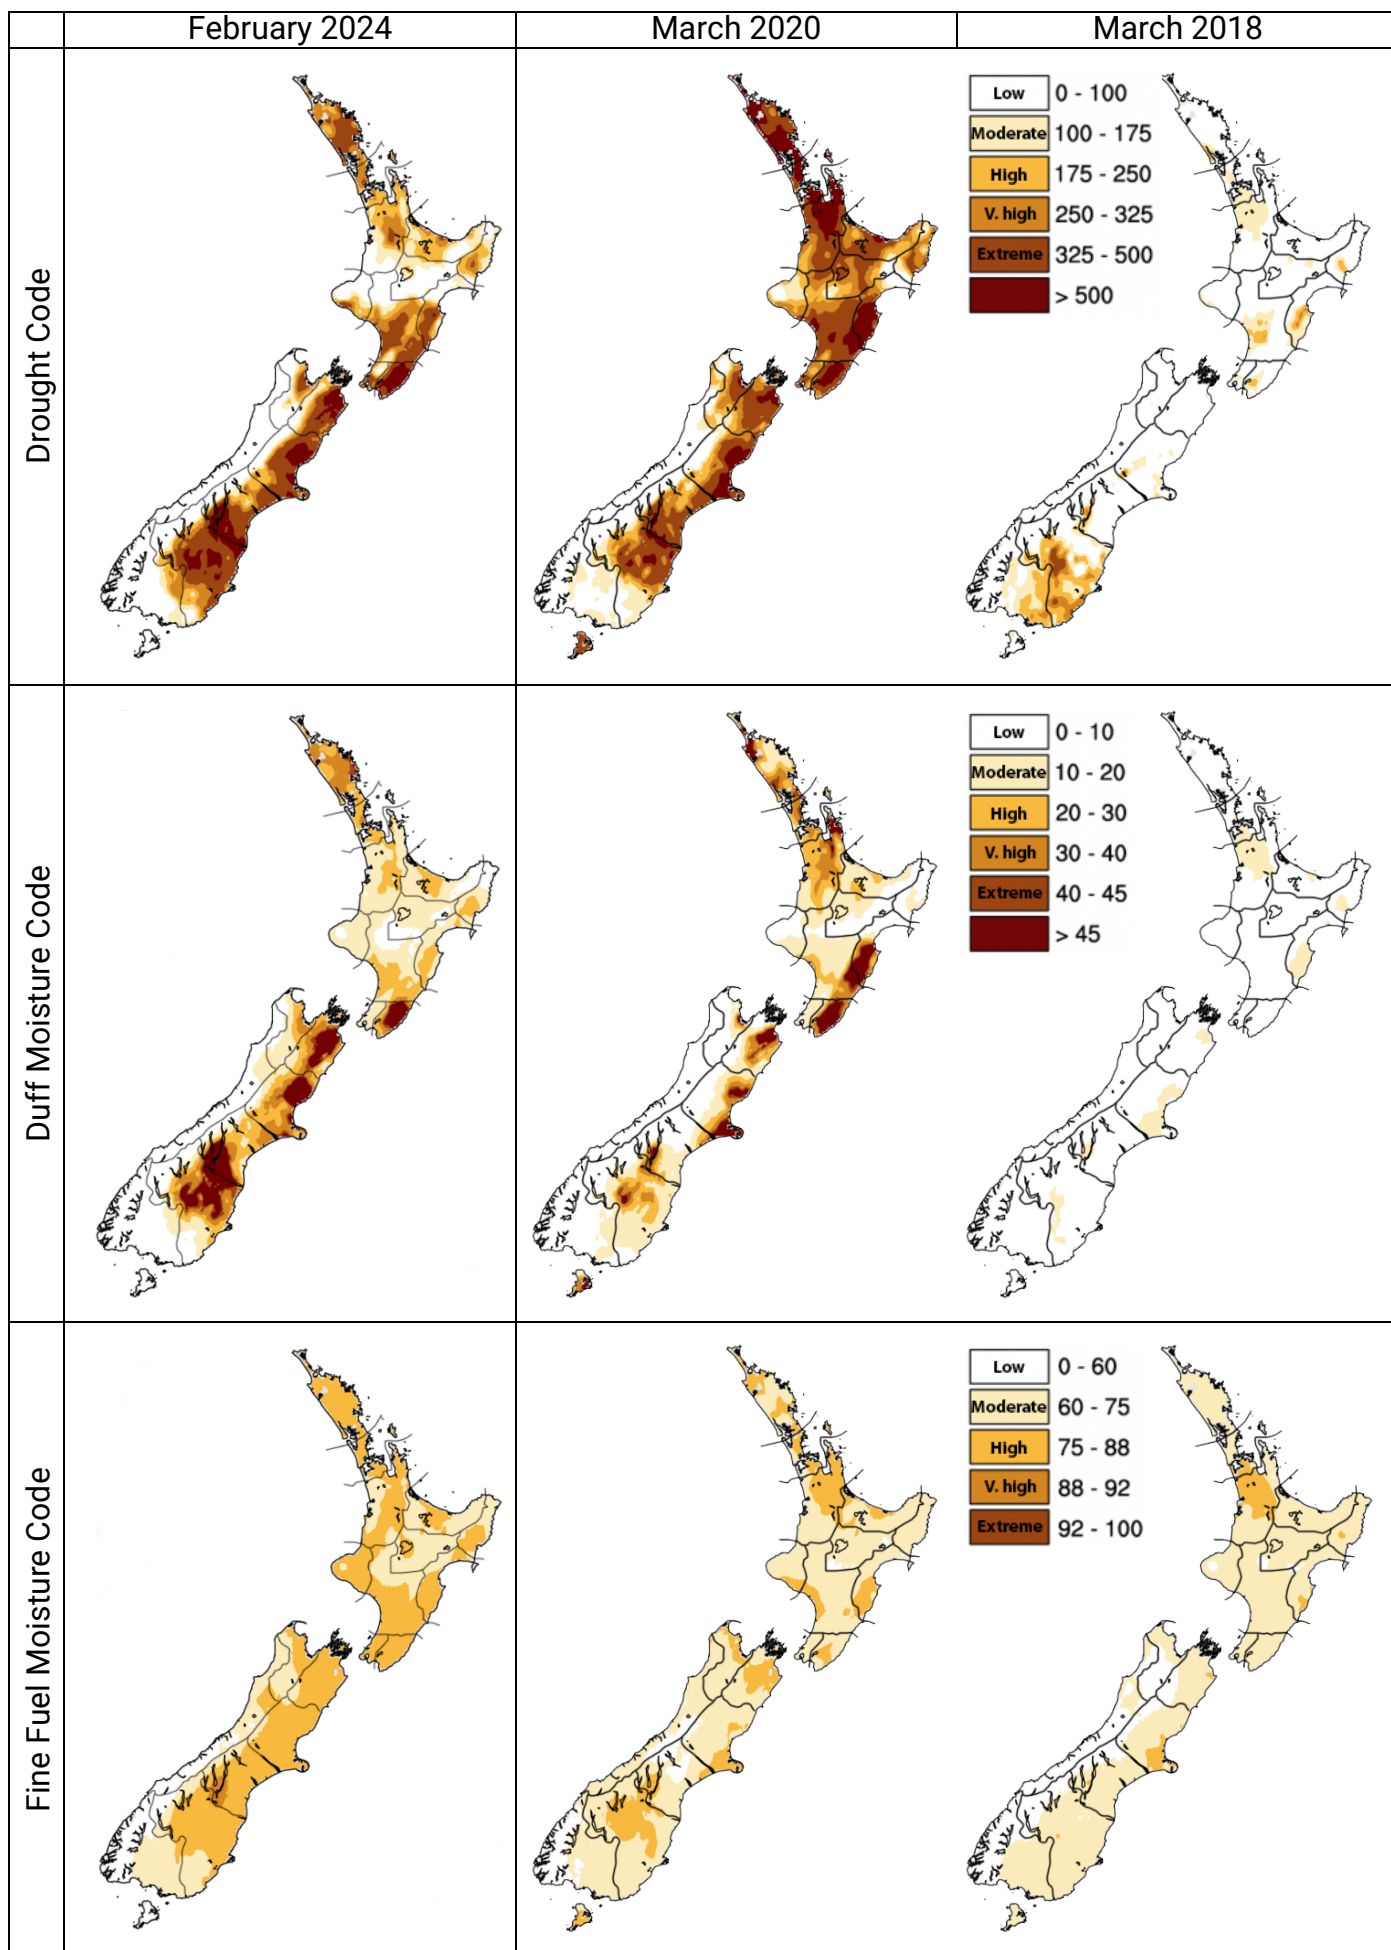 February 2024
March 2020
March 2018
Drought Code
Low 0 - 100
Moderate 100 - 175
High 175 - 250
V. high 250 - 325
Extreme 325 - 500
> 500
Duff Moisture Code
Low 0 - 10
Moderate 10 - 20
High 20 - 30
V. high 30 - 40
Extreme 40 - 45
> 45
Fine Fuel Moisture Code
Low 0 - 60
Moderate 60 - 75
High 75 - 88
V. high 88 - 92
Extreme 92 - 100